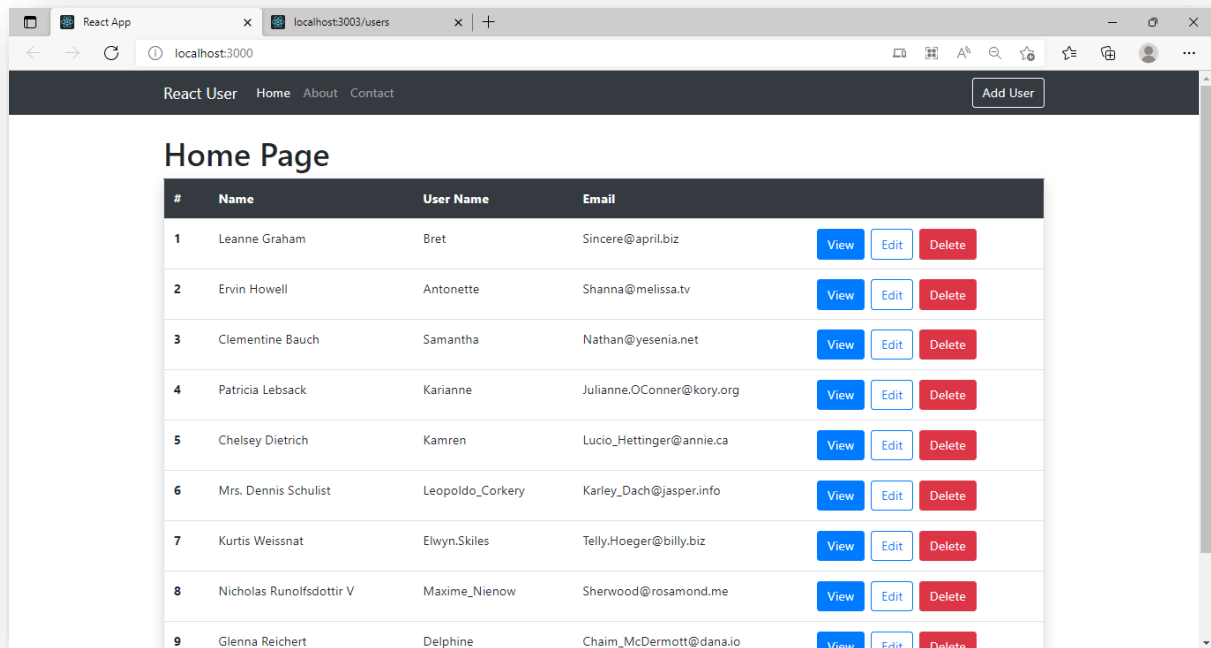 React App localhost:3003/users
localhost:3000
React User Home About Contact Add User
Home Page
# Name User Name Email
1 Leanne Graham Bret Sincere@april.biz View Edit Delete
2 Ervin Howell Antonette Shanna@melissa.tv View Edit Delete
3 Clementine Bauch Samantha Nathan@yesenia.net View Edit Delete
4 Patricia Lebsack Karianne Julianne.OConner@kory.org View Edit Delete
5 Chelsey Dietrich Kamren Lucio_Hettinger@annie.ca View Edit Delete
6 Mrs. Dennis Schulist Leopoldo_Corkery Karley_Dach@jasper.info View Edit Delete
7 Kurtis Weissnat Elwyn.Skiles Telly.Hoeger@billy.biz View Edit Delete
8 Nicholas Runolfsdottir V Maxime_Nienow Sherwood@rosamond.me View Edit Delete
9 Glenna Reichert Delphine Chaim_McDermott@dana.io View Edit Delete